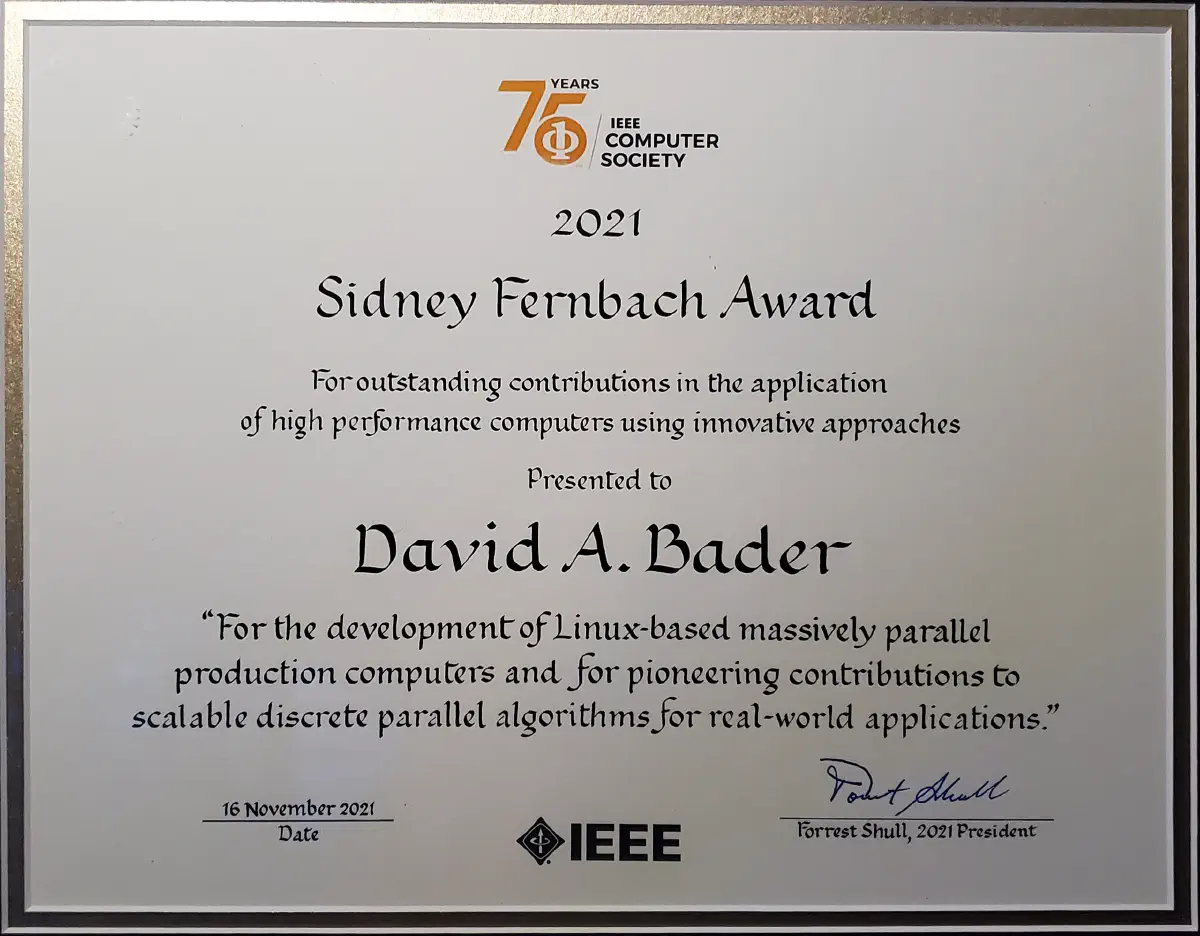 75 YEARS
IEEE
COMPUTER
SOCIETY
2021
Sidney Fernbach Award
For outstanding contributions in the application
of high performance computers using innovative approaches
Presented to
David A. Bader
“For the development of Linux-based massively parallel
production computers and for pioneering contributions to
scalable discrete parallel algorithms for real-world applications.”
16 November 2021
Date
IEEE
Forrest Shull
Forrest Shull, 2021 President